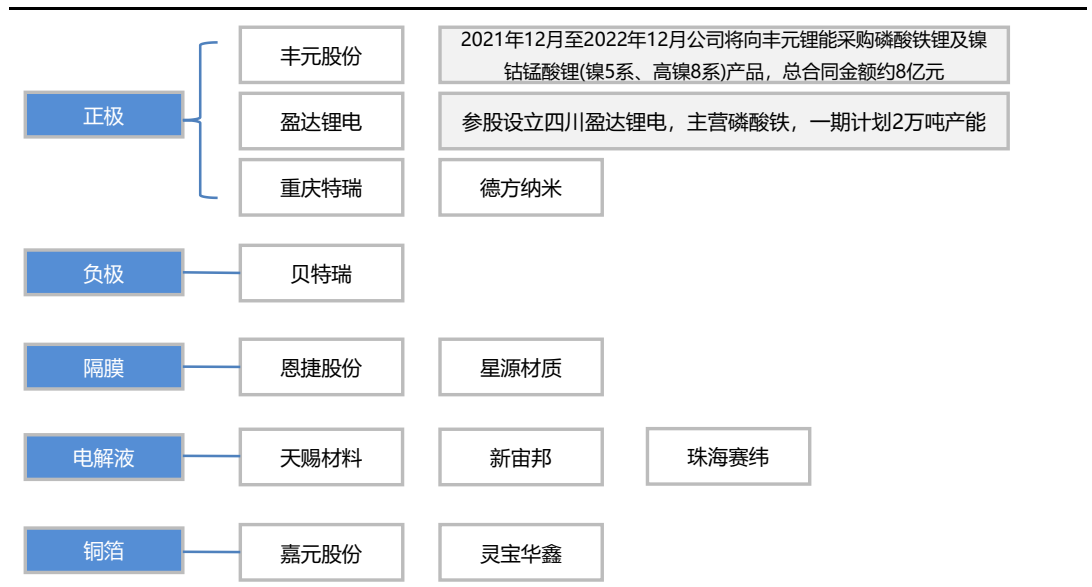 丰元股份
2021年12月至2022年12月公司将向丰元锂能采购磷酸铁锂及镍
钴锰酸锂(镍5系、高镍8系)产品，总合同金额约8亿元
正极
盈达锂电
参股设立四川盈达锂电，主营磷酸铁，一期计划2万吨产能
重庆特瑞
德方纳米
负极
贝特瑞
隔膜
恩捷股份
星源材质
电解液
天赐材料
新宙邦
珠海赛纬
铜箔
嘉元股份
灵宝华鑫